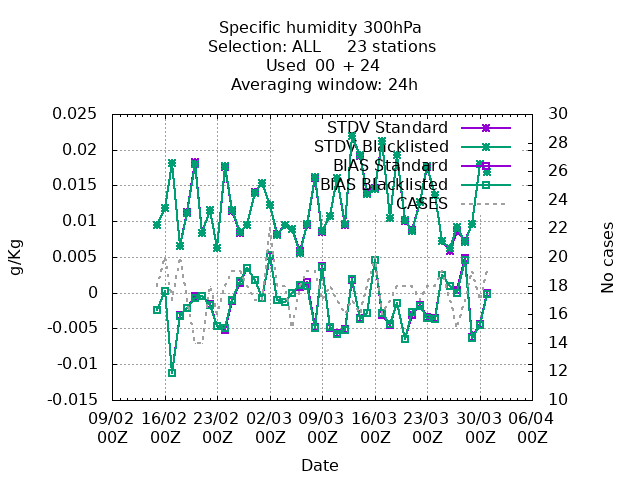 Specific humidity 300hPa
Selection: ALL     23 stations
Used  00  + 24
Averaging window: 24h
0.025
0.02
0.015
0.01
0.005
0
-0.005
-0.01
-0.015
g/Kg
STDV Standard
STDV Blacklisted
BIAS Standard
BIAS Blacklisted
CASES
30
28
26
24
22
20
18
16
14
12
10
No cases
09/02 16/02 23/02 02/03 09/03 16/03 23/03 30/03 06/04
00Z 00Z 00Z 00Z 00Z 00Z 00Z 00Z 00Z
Date